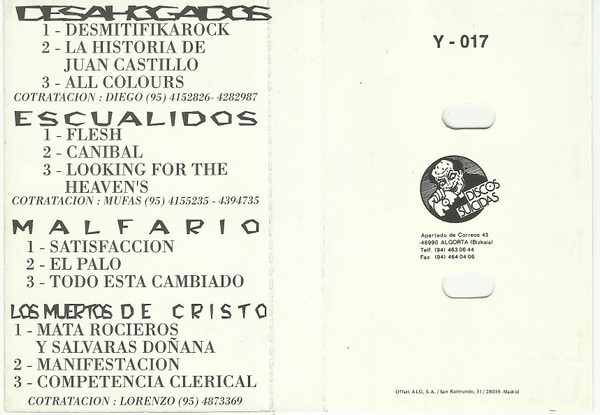 DESAHOGADOS
1 - DESMITIFIKAROCK
2 - LA HISTORIA DE
JUAN CASTILLO
3 - ALL COLOURS
COTRATACION : DIEGO (95) 4152826- 4282987
ESCUALIDOS
1 - FLESH
2 - CANIBAL
3 - LOOKING FOR THE
HEAVEN'S
COTRATACION : MUFAS (95) 4155235 - 4394735
MALFARIO
1 - SATISFACCION
2 - EL PALO
3 - TODO ESTA CAMBIADO
LOS MUERTOS DE CRISTO
1 - MATA ROCIEROS
Y SALVARAS DOÑANA
2 - MANIFESTACION
3 - COMPETENCIA CLERICAL
COTRATACION : LORENZO (95) 4873369
Y - 017
DISCOS
SUICIDAS
Apartado de Correos 43
-48990 ALGORTA (Bizkaia)
Telf. (94) 463 06 44
Fax (94) 464 04 06
Offset ALG, S.A. / San Raimundo, 31 / 28039. Madrid